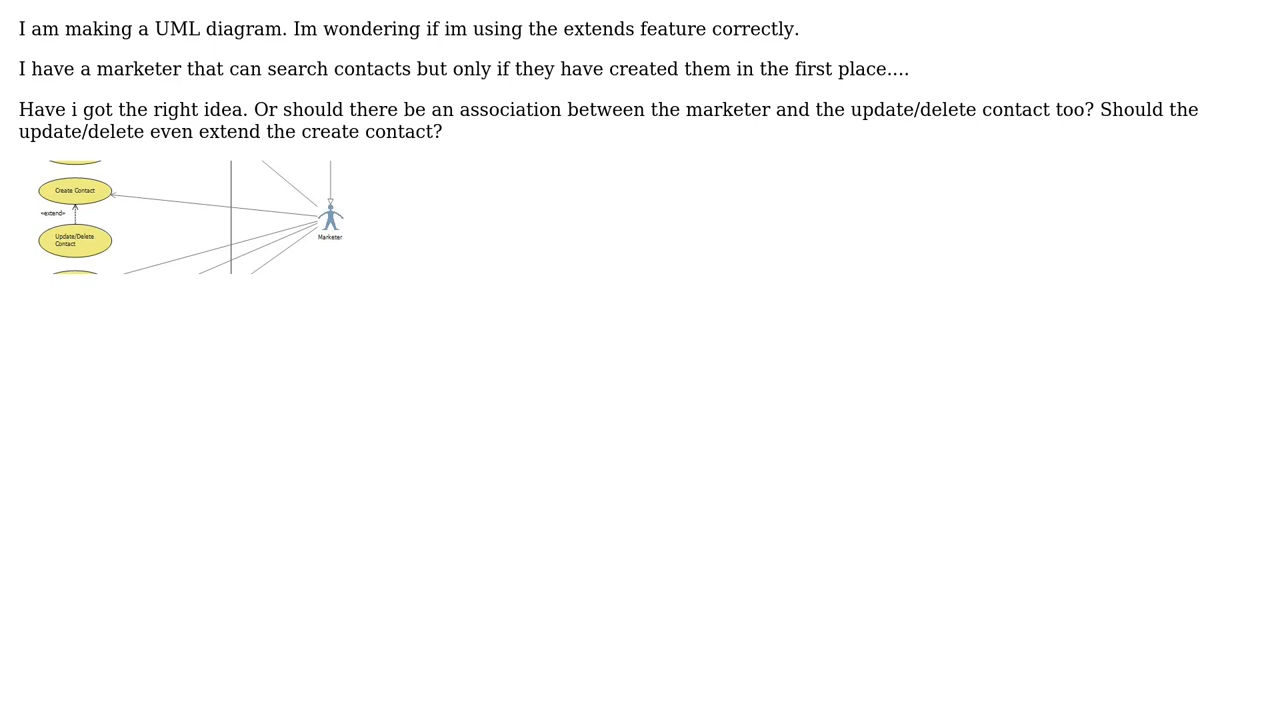 I am making a UML diagram. Im wondering if im using the extends feature correctly.
I have a marketer that can search contacts but only if they have created them in the first place....
Have i got the right idea. Or should there be an association between the marketer and the update/delete contact too? Should the
update/delete even extend the create contact?
Create Contact
«extend»
Update/Delete
Contact
Marketer